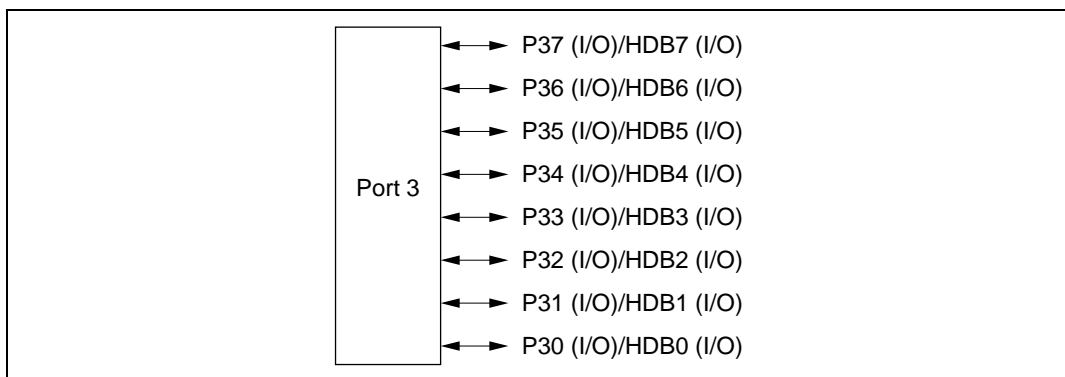 P37 (I/O)/HDB7 (I/O)
P36 (I/O)/HDB6 (I/O)
P35 (I/O)/HDB5 (I/O)
P34 (I/O)/HDB4 (I/O)
Port 3
P33 (I/O)/HDB3 (I/O)
P32 (I/O)/HDB2 (I/O)
P31 (I/O)/HDB1 (I/O)
P30 (I/O)/HDB0 (I/O)